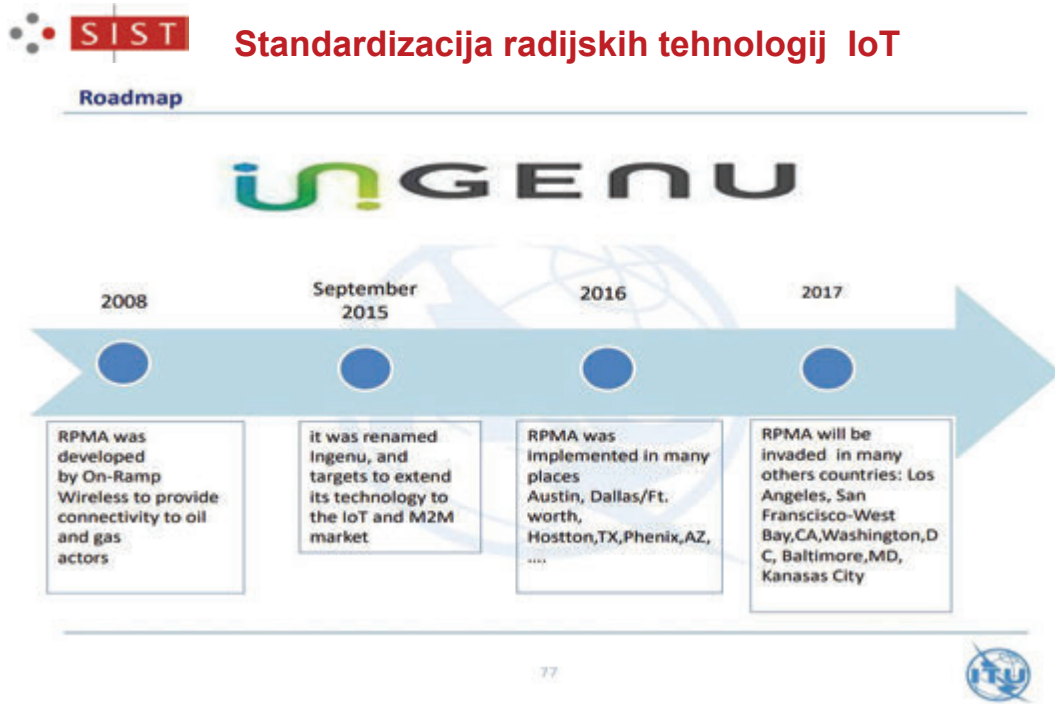 SIST
Standardizacija radijskih tehnologij IoT
Roadmap
inGENU
2008
September
2015
2016
2017
RPMA was
developed
by On-Ramp
Wireless to provide
connectivity to oil
and gas
actors
it was renamed
Ingenu, and
targets to extend
its technology to
the IoT and M2M
market
RPMA was
implemented in many
places
Austin, Dallas/Ft.
worth,
Hostton,TX,Phenix,AZ,
....
RPMA will be
invaded in many
others countries: Los
Angeles, San
Franscisco-West
Bay,CA,Washington,D
C, Baltimore,MD,
Kanasas City
77
ITU